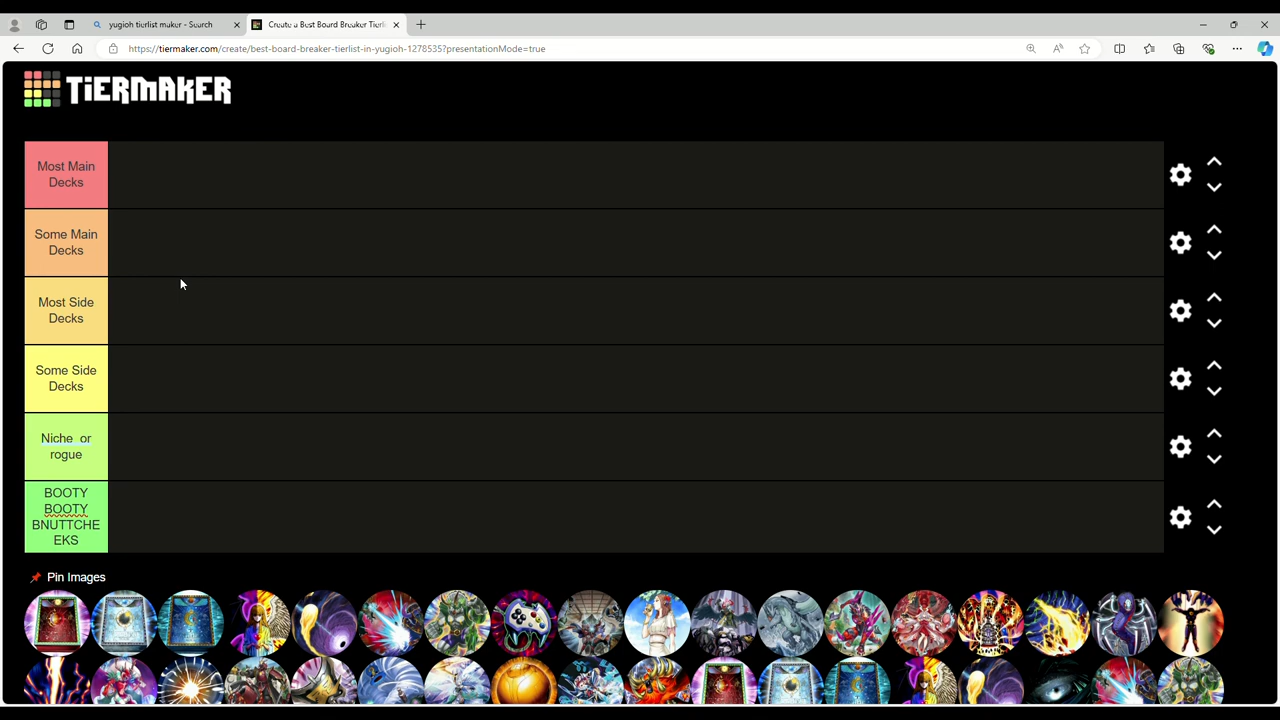 yugioh tierlist maker - Search
Create a Best Board Breaker Tierli
https://tiermaker.com/create/best-board-breaker-tierlist-in-yugioh-1278535?presentationMode=true
TiERMAKER
Most Main
Decks
Some Main
Decks
Most Side
Decks
Some Side
Decks
Niche or
rogue
BOOTY
BOOTY
BNUTTCHE
EKS
Pin Images